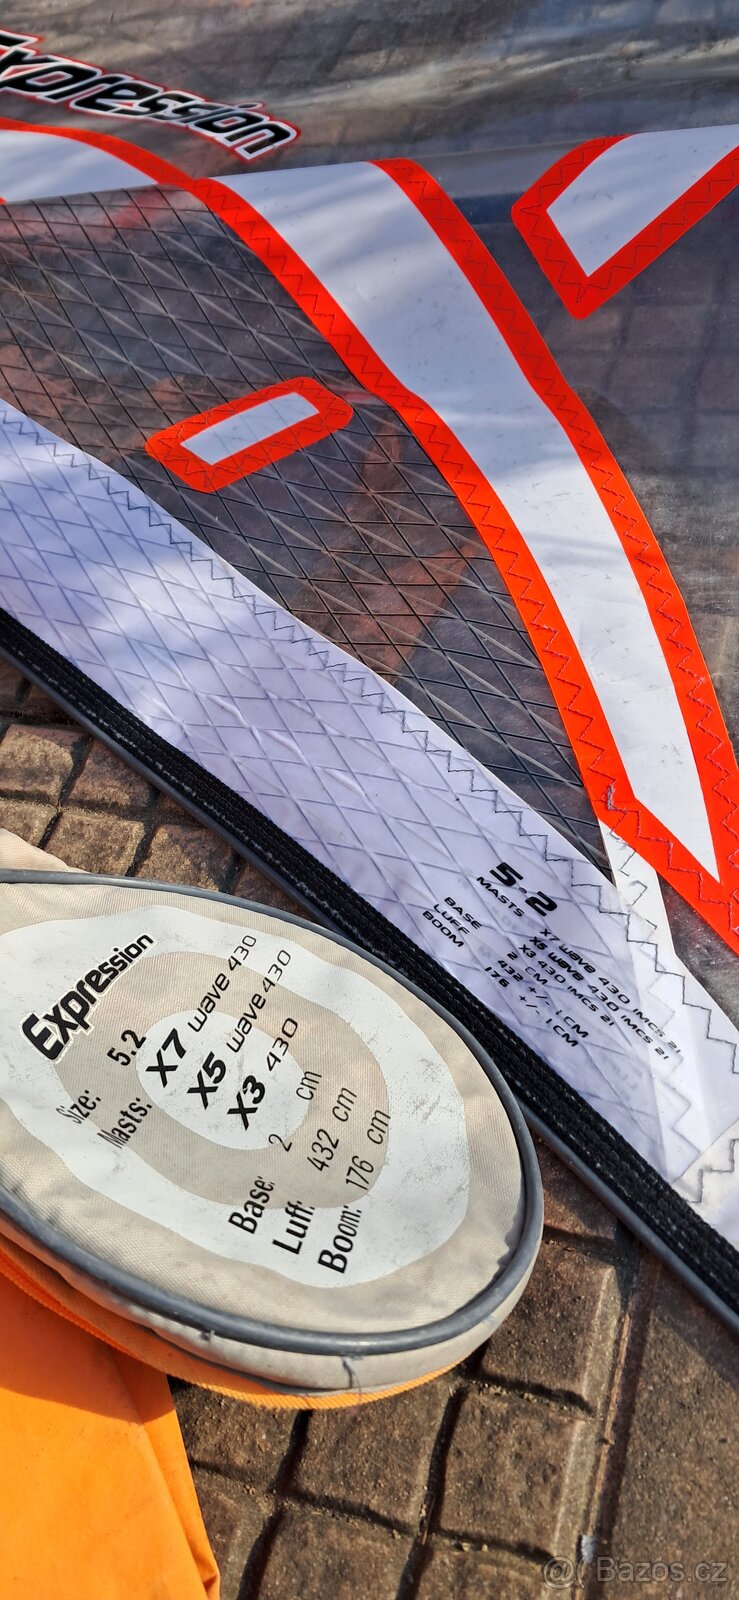 Expression
5.2
MASTS X7 wave 430 IMCS 21
X5 wave 430 IMCS 21
X3 430 IMCS 21
BASE 2 CM
LUFF 432 +/- 1CM
BOOM 176 +/- 1CM
Expression
Size: 5.2
Masts: X7 wave 430
X5 wave 430
X3 430
Base: 2 cm
Luff: 432 cm
Boom: 176 cm
@ Bazos.cz